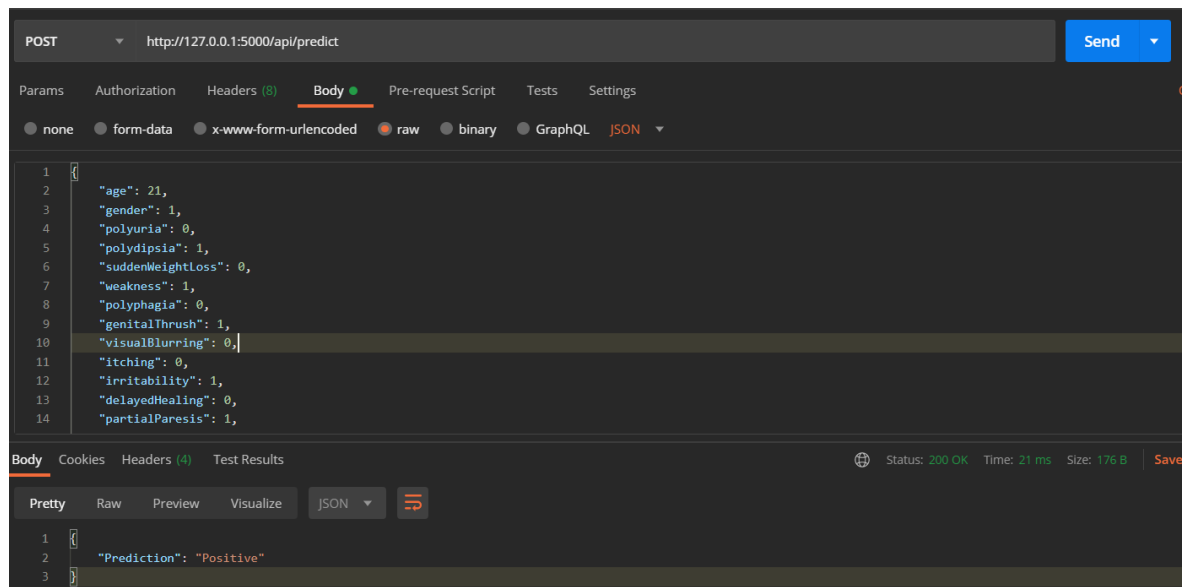 POST http://127.0.0.1:5000/api/predict Send
Params Authorization Headers (8) Body Pre-request Script Tests Settings
none form-data x-www-form-urlencoded raw binary GraphQL JSON
1 {
2 "age": 21,
3 "gender": 1,
4 "polyuria": 0,
5 "polydipsia": 1,
6 "suddenWeightLoss": 0,
7 "weakness": 1,
8 "polyphagia": 0,
9 "genitalThrush": 1,
10 "visualBlurring": 0,
11 "itching": 0,
12 "irritability": 1,
13 "delayedHealing": 0,
14 "partialParesis": 1,
Body Cookies Headers (4) Test Results Status: 200 OK Time: 21 ms Size: 176 B Save
Pretty Raw Preview Visualize JSON
1 {
2 "Prediction": "Positive"
3 }